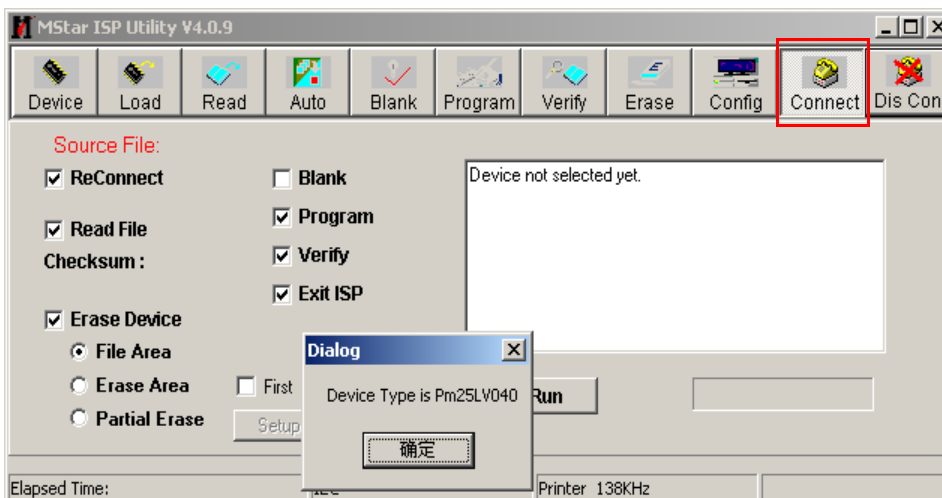 MStar ISP Utility V4.0.9
Device Load Read Auto Blank Program Verify Erase Config Connect Dis Con
Source File:
ReConnect
Blank
Device not selected yet.
Program
Read File
Verify
Checksum :
Exit ISP
Erase Device
File Area
Dialog
Erase Area
First
Device Type is Pm25LV040
Run
Partial Erase
Setup
确定
Elapsed Time:
Printer 138KHz